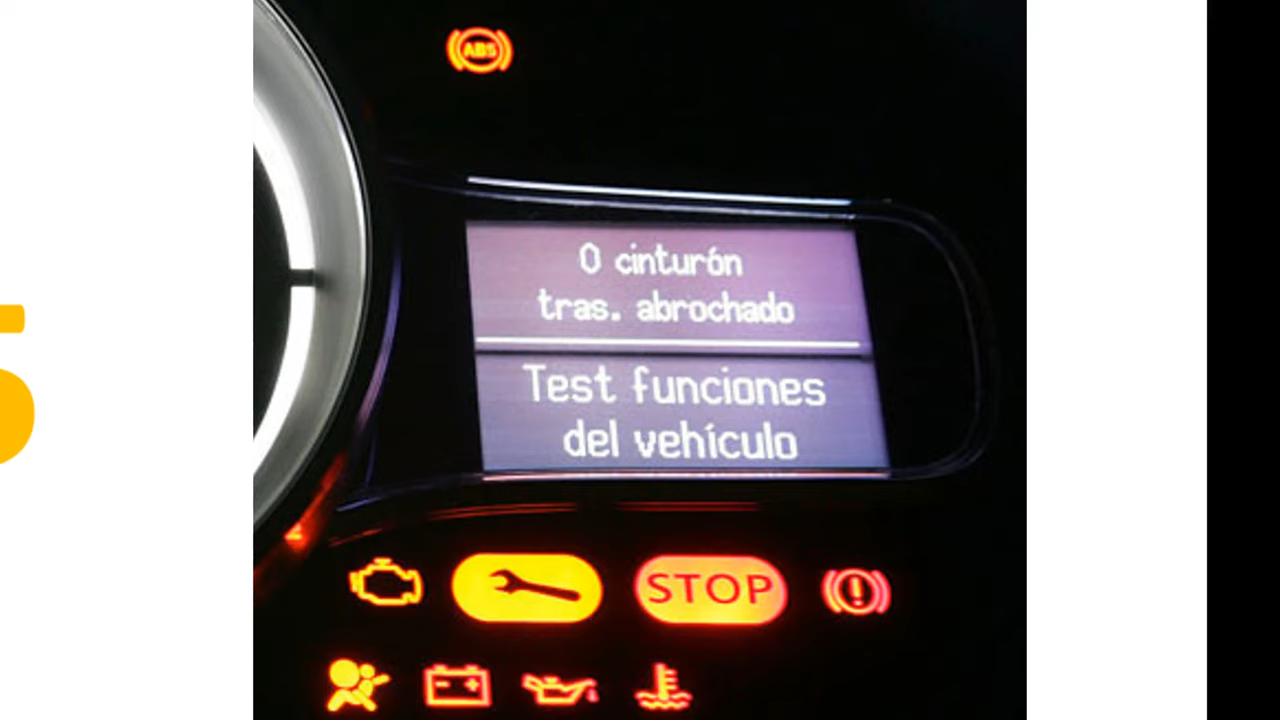 ABS
0 cinturón
tras. abrochado
Test funciones
del vehículo
STOP